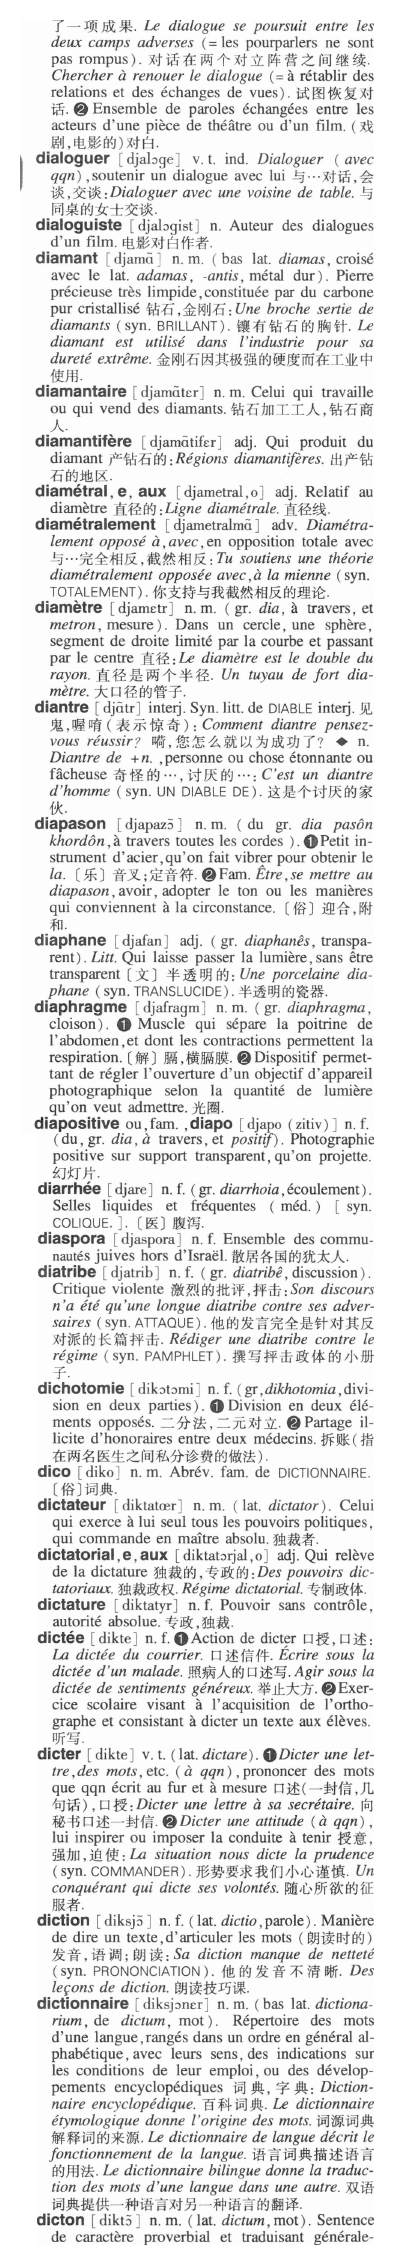 了一项成果. Le dialogue se poursuit entre les
deux camps adverses (= les pourparlers ne sont
pas rompus). 对话在两个对立阵营之间继续.
Chercher à renouer le dialogue (= à rétablir des
relations et des échanges de vues). 试图恢复对
话. ❷ Ensemble de paroles échangées entre les
acteurs d'une pièce de théâtre ou d'un film. (戏
剧,电影的)对白.
dialoguer [djalɔge] v. t. ind. Dialoguer (avec
qqn), soutenir un dialogue avec lui 与…对话,会
谈,交谈: Dialoguer avec une voisine de table. 与
同桌的女士交谈.
dialoguiste [djalɔgist] n. Auteur des dialogues
d'un film. 电影对白作者.
diamant [djamɑ̃] n. m. (bas lat. diamas, croisé
avec le lat. adamas, -antis, métal dur). Pierre
précieuse très limpide, constituée par du carbone
pur cristallisé 钻石,金刚石: Une broche sertie de
diamants (syn. BRILLANT). 镶有钻石的胸针. Le
diamant est utilisé dans l'industrie pour sa
dureté extrême. 金刚石因其极强的硬度而在工业中
使用.
diamantaire [djamɑ̃tɛr] n. m. Celui qui travaille
ou qui vend des diamants. 钻石加工工人,钻石商
人.
diamantifère [djamɑ̃tifɛr] adj. Qui produit du
diamant 产钻石的: Régions diamantifères. 出产钻
石的地区.
diamétral, e, aux [djametral,o] adj. Relatif au
diamètre 直径的: Ligne diamétrale. 直径线.
diamétralement [djametralmɑ̃] adv. Diamétra-
lement opposé à, avec, en opposition totale avec
与…完全相反,截然相反: Tu soutiens une théorie
diamétralement opposée avec, à la mienne (syn.
TOTALEMENT). 你支持与我截然相反的理论.
diamètre [djamɛtr] n. m. (gr. dia, à travers, et
metron, mesure). Dans un cercle, une sphère,
segment de droite limité par la courbe et passant
par le centre 直径: Le diamètre est le double du
rayon. 直径是两个半径. Un tuyau de fort dia-
mètre. 大口径的管子.
diantre [djɑ̃tr] interj. Syn. litt. de DIABLE interj. 见
鬼,喔唷(表示惊奇): Comment diantre pensez-
vous réussir? 嗬,您怎么就以为成功了? ◆ n.
Diantre de +n., personne ou chose étonnante ou
fâcheuse 奇怪的…,讨厌的…: C'est un diantre
d'homme (syn. UN DIABLE DE). 这是个讨厌的家
伙.
diapason [djapazɔ̃] n. m. (du gr. dia pasôn
khordôn, à travers toutes les cordes). ❶ Petit in-
strument d'acier, qu'on fait vibrer pour obtenir le
la. 〔乐〕音叉;定音符. ❷ Fam. Être, se mettre au
diapason, avoir, adopter le ton ou les manières
qui conviennent à la circonstance. 〔俗〕迎合,附
和.
diaphane [djafan] adj. (gr. diaphanês, transpa-
rent). Litt. Qui laisse passer la lumière, sans être
transparent〔文〕半透明的: Une porcelaine dia-
phane (syn. TRANSLUCIDE). 半透明的瓷器.
diaphragme [djafragm] n. m. (gr. diaphragma,
cloison). ❶ Muscle qui sépare la poitrine de
l'abdomen, et dont les contractions permettent la
respiration. 〔解〕膈,横膈膜. ❷ Dispositif permet-
tant de régler l'ouverture d'un objectif d'appareil
photographique selon la quantité de lumière
qu'on veut admettre. 光圈.
diapositive ou, fam., diapo [djapo (zitiv)] n. f.
(du, gr. dia, à travers, et positif). Photographie
positive sur support transparent, qu'on projette.
幻灯片.
diarrhée [djare] n. f. (gr. diarrhoia, écoulement).
Selles liquides et fréquentes (méd.) [syn.
COLIQUE.]. 〔医〕腹泻.
diaspora [djaspora] n. f. Ensemble des commu-
nautés juives hors d'Israël. 散居各国的犹太人.
diatribe [djatrib] n. f. (gr. diatribê, discussion).
Critique violente 激烈的批评,抨击: Son discours
n'a été qu'une longue diatribe contre ses adver-
saires (syn. ATTAQUE). 他的发言完全是针对其反
对派的长篇抨击. Rédiger une diatribe contre le
régime (syn. PAMPHLET). 撰写抨击政体的小册
子.
dichotomie [dikɔtɔmi] n. f. (gr, dikhotomia, divi-
sion en deux parties). ❶ Division en deux élé-
ments opposés. 二分法,二元对立. ❷ Partage il-
licite d'honoraires entre deux médecins. 拆账(指
在两名医生之间私分诊费的做法).
dico [diko] n. m. Abrév. fam. de DICTIONNAIRE.
〔俗〕词典.
dictateur [diktatœr] n. m. (lat. dictator). Celui
qui exerce à lui seul tous les pouvoirs politiques,
qui commande en maître absolu. 独裁者.
dictatorial, e, aux [diktatɔrjal,o] adj. Qui relève
de la dictature 独裁的,专政的: Des pouvoirs dic-
tatoriaux. 独裁政权. Régime dictatorial. 专制政体.
dictature [diktatyr] n. f. Pouvoir sans contrôle,
autorité absolue. 专政,独裁.
dictée [dikte] n. f. ❶ Action de dicter 口授,口述:
La dictée du courrier. 口述信件. Écrire sous la
dictée d'un malade. 照病人的口述写. Agir sous la
dictée de sentiments généreux. 举止大方. ❷ Exer-
cice scolaire visant à l'acquisition de l'ortho-
graphe et consistant à dicter un texte aux élèves.
听写.
dicter [dikte] v. t. (lat. dictare). ❶ Dicter une let-
tre, des mots, etc. (à qqn), prononcer des mots
que qqn écrit au fur et à mesure 口述(一封信,几
句话),口授: Dicter une lettre à sa secrétaire. 向
秘书口述一封信. ❷ Dicter une attitude (à qqn),
lui inspirer ou imposer la conduite à tenir 授意,
强加,迫使: La situation nous dicte la prudence
(syn. COMMANDER). 形势要求我们小心谨慎. Un
conquérant qui dicte ses volontés. 随心所欲的征
服者.
diction [diksjɔ̃] n. f. (lat. dictio, parole). Manière
de dire un texte, d'articuler les mots (朗读时的)
发音,语调;朗读: Sa diction manque de netteté
(syn. PRONONCIATION). 他的发音不清晰. Des
leçons de diction. 朗读技巧课.
dictionnaire [diksjɔnɛr] n. m. (bas lat. dictiona-
rium, de dictum, mot). Répertoire des mots
d'une langue, rangés dans un ordre en général al-
phabétique, avec leurs sens, des indications sur
les conditions de leur emploi, ou des dévelop-
pements encyclopédiques 词典,字典: Diction-
naire encyclopédique. 百科词典. Le dictionnaire
étymologique donne l'origine des mots. 词源词典
解释词的来源. Le dictionnaire de langue décrit le
fonctionnement de la langue. 语言词典描述语言
的用法. Le dictionnaire bilingue donne la traduc-
tion des mots d'une langue dans une autre. 双语
词典提供一种语言对另一种语言的翻译.
dicton [diktɔ̃] n. m. (lat. dictum, mot). Sentence
de caractère proverbial et traduisant générale-